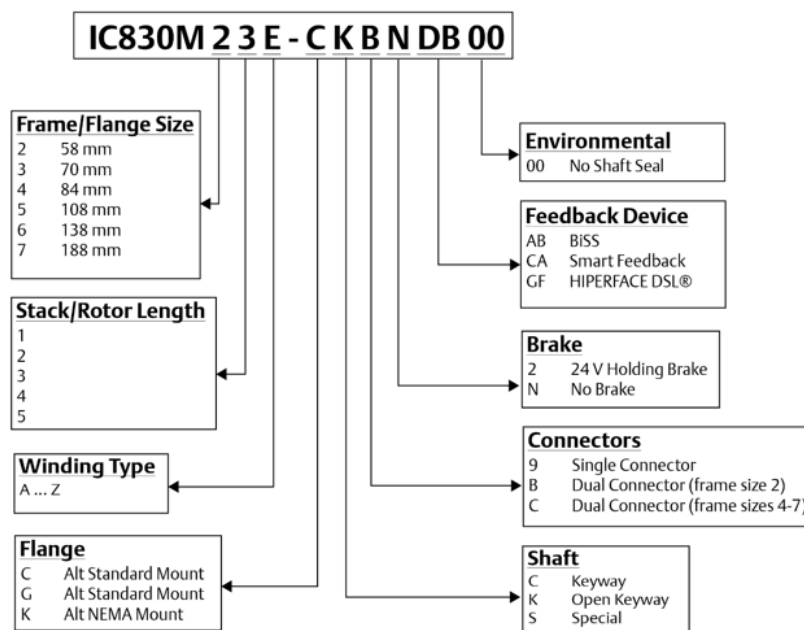 IC830M 2 3 E - C K B N DB 00
Frame/Flange Size
2 58 mm
3 70 mm
4 84 mm
5 108 mm
6 138 mm
7 188 mm
Stack/Rotor Length
1
2
3
4
5
Winding Type
A ... Z
Flange
C Alt Standard Mount
G Alt Standard Mount
K Alt NEMA Mount
Environmental
00 No Shaft Seal
Feedback Device
AB BiSS
CA Smart Feedback
GF HIPERFACE DSL®
Brake
2 24 V Holding Brake
N No Brake
Connectors
9 Single Connector
B Dual Connector (frame size 2)
C Dual Connector (frame sizes 4-7)
Shaft
C Keyway
K Open Keyway
S Special